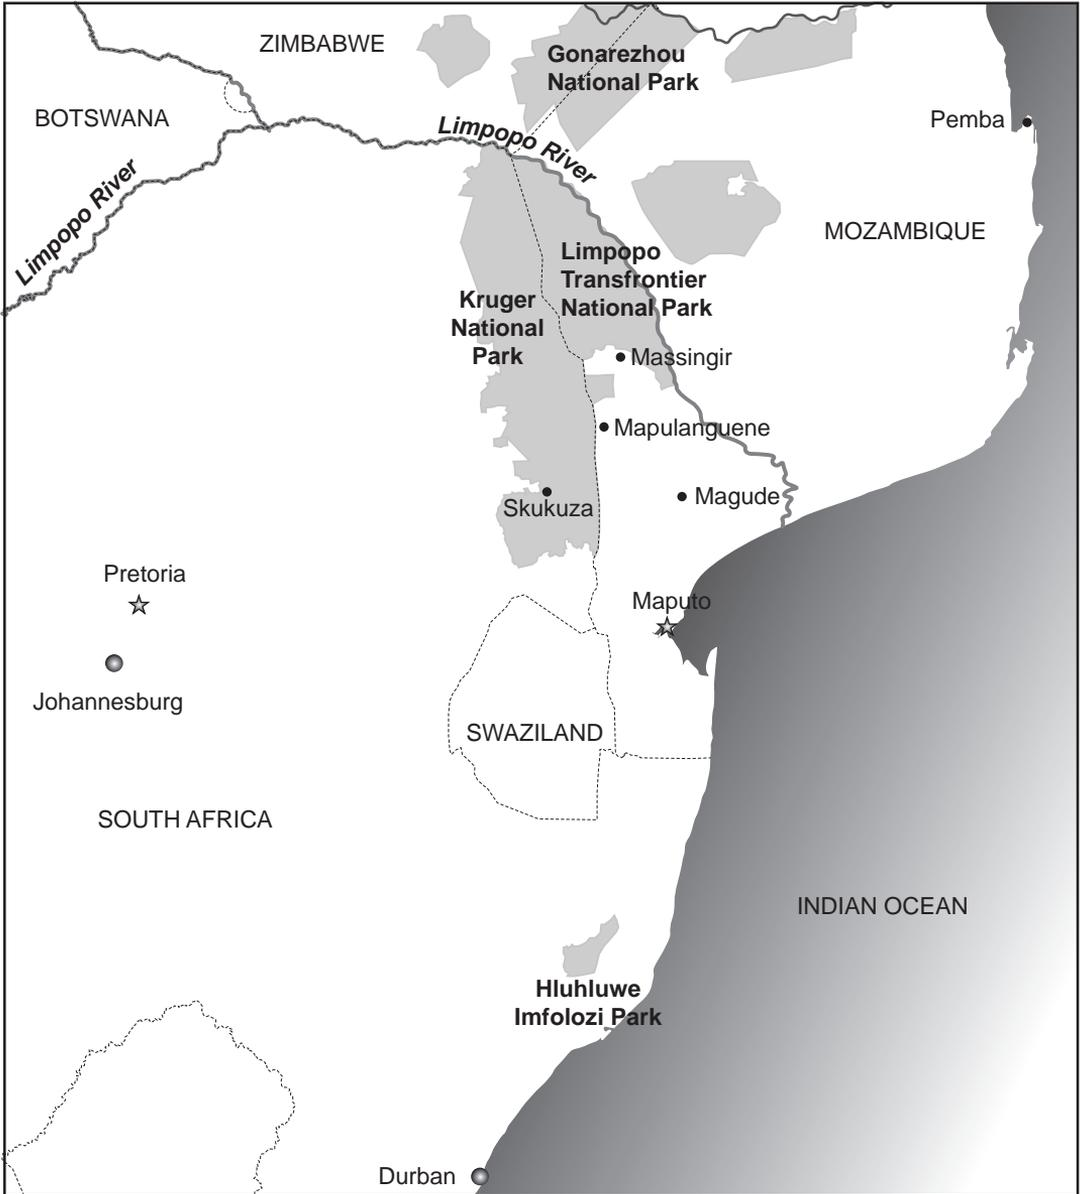 ZIMBABWE
Gonarezhou
National Park
BOTSWANA
Pemba
Limpopo River
Limpopo River
MOZAMBIQUE
Limpopo
Transfrontier
National Park
Kruger
National
Park
Massingir
Mapulanguene
Magude
Skukuza
Pretoria
Maputo
Johannesburg
SWAZILAND
SOUTH AFRICA
INDIAN OCEAN
Hluhluwe
Imfolozi Park
Durban